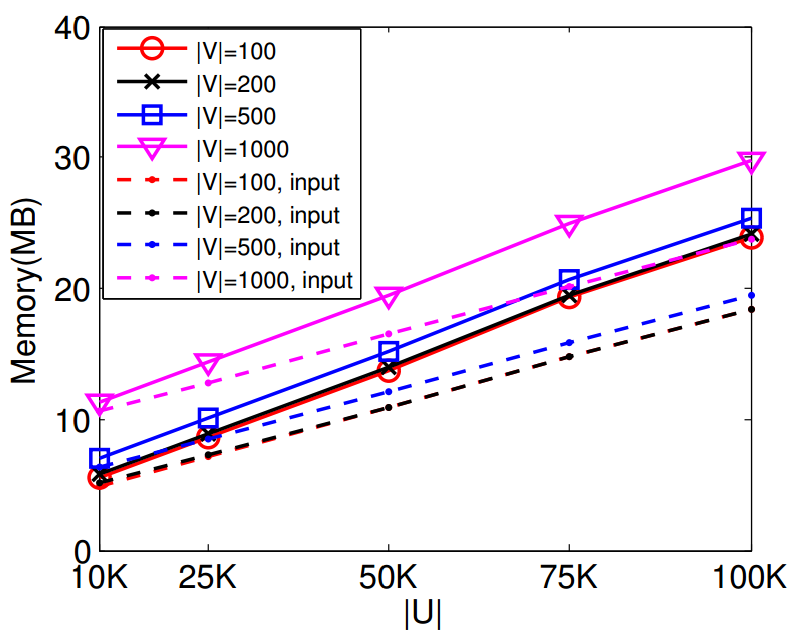 40
|V|=100
|V|=200
|V|=500
|V|=1000
|V|=100, input
|V|=200, input
|V|=500, input
|V|=1000, input
30
20
10
0
Memory(MB)
10K 25K 50K 75K 100K
|U|